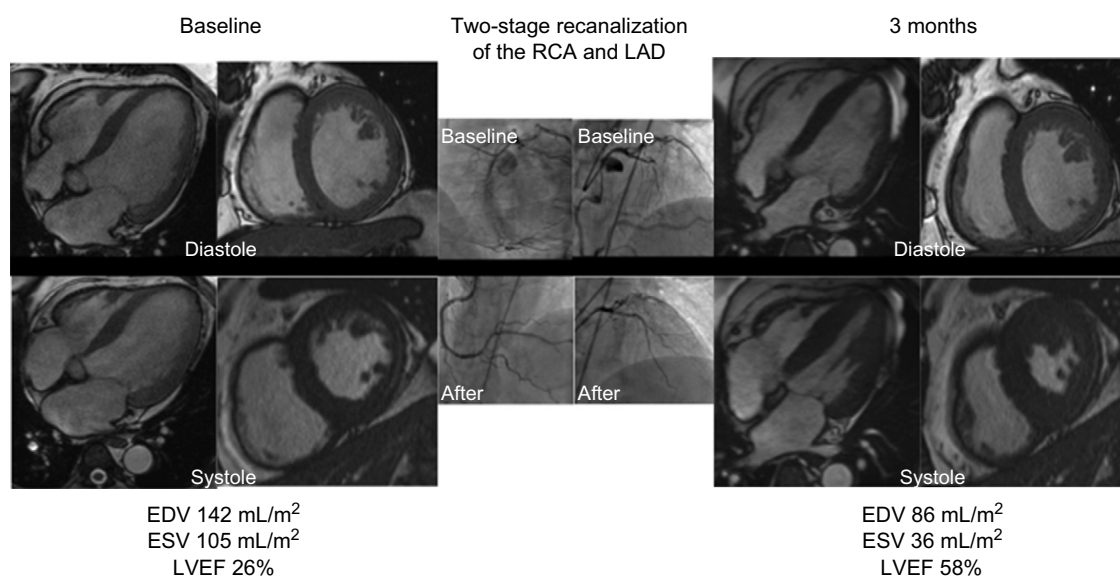 Baseline
Two-stage recanalization
of the RCA and LAD
3 months
Baseline
Baseline
Diastole
Diastole
After
After
Systole
Systole
EDV 142 mL/m²
ESV 105 mL/m²
LVEF 26%
EDV 86 mL/m²
ESV 36 mL/m²
LVEF 58%